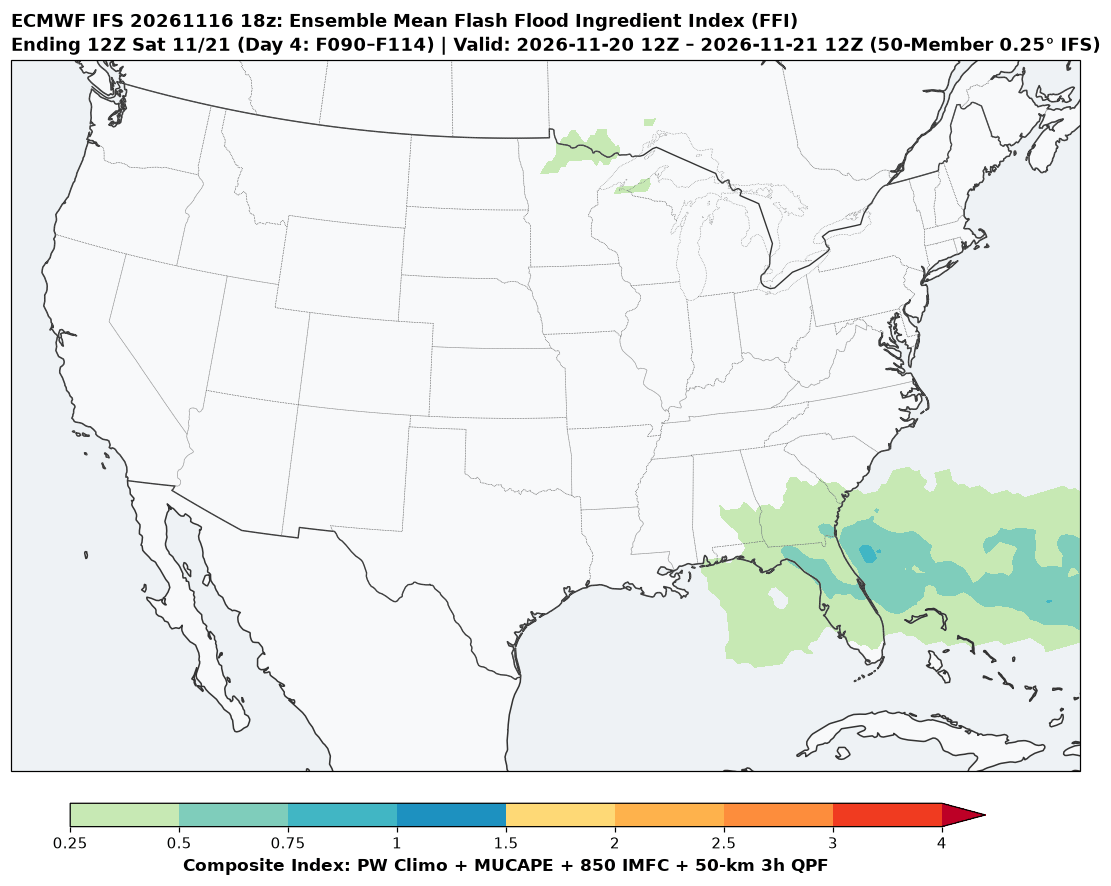 ECMWF IFS 20261116 18z: Ensemble Mean Flash Flood Ingredient Index (FFI)
Ending 12Z Sat 11/21 (Day 4: F090–F114) | Valid: 2026-11-20 12Z – 2026-11-21 12Z (50-Member 0.25° IFS)
0.25 0.5 0.75 1 1.5 2 2.5 3 4
Composite Index: PW Climo + MUCAPE + 850 IMFC + 50-km 3h QPF